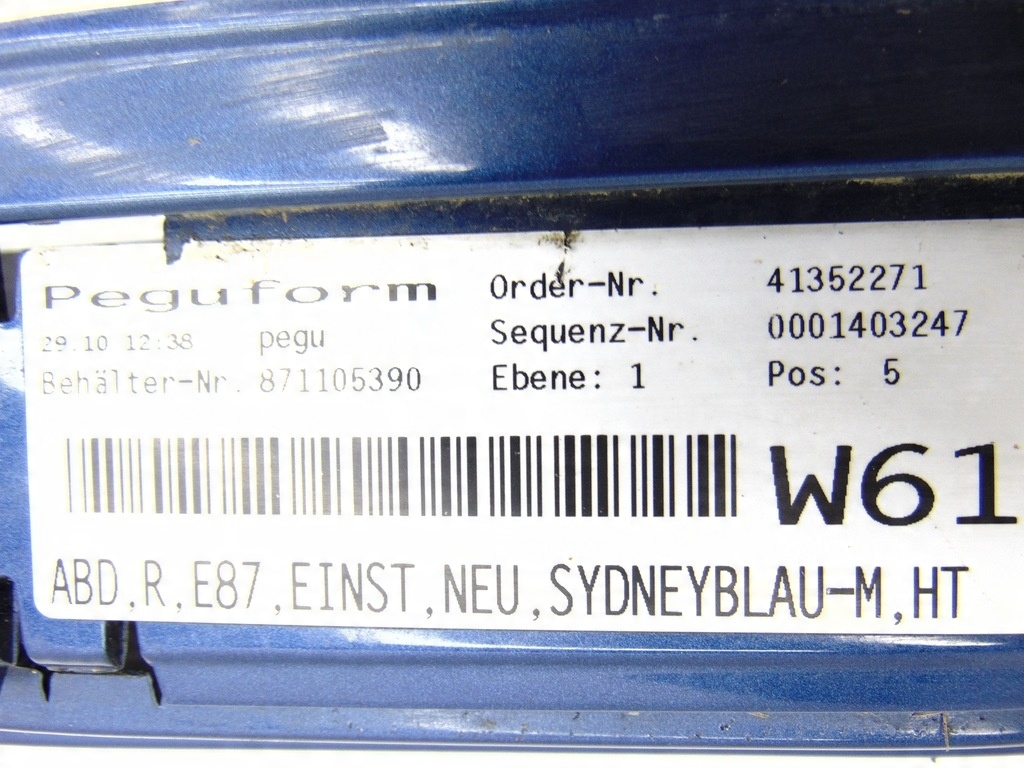 Peguform Order-Nr. 41352271
29.10 12:38 pegu Sequenz-Nr. 0001403247
Behälter-Nr. 871105390 Ebene: 1 Pos: 5
W61
ABD,R,E87,EINST,NEU,SYDNEYBLAU-M,HT